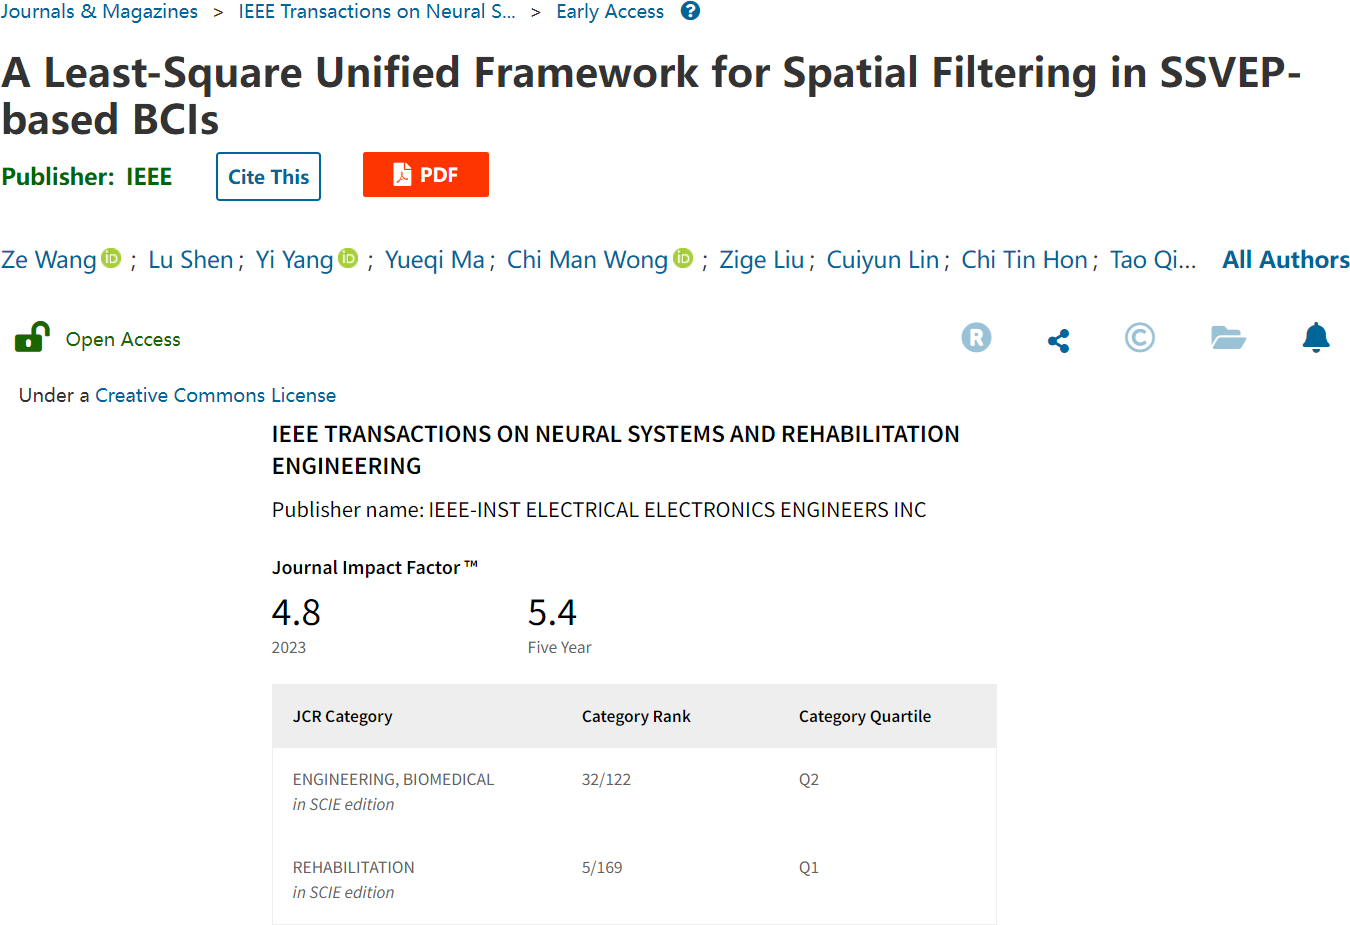 Journals & Magazines > IEEE Transactions on Neural S... > Early Access ?
A Least-Square Unified Framework for Spatial Filtering in SSVEP-
based BCIs
Publisher: IEEE Cite This PDF
Ze Wang iD ; Lu Shen ; Yi Yang iD ; Yueqi Ma ; Chi Man Wong iD ; Zige Liu ; Cuiyun Lin ; Chi Tin Hon ; Tao Qi... All Authors
Open Access R ©
Under a Creative Commons License
IEEE TRANSACTIONS ON NEURAL SYSTEMS AND REHABILITATION
ENGINEERING
Publisher name: IEEE-INST ELECTRICAL ELECTRONICS ENGINEERS INC
Journal Impact Factor ™
4.8 5.4
2023 Five Year
JCR Category Category Rank Category Quartile
ENGINEERING, BIOMEDICAL 32/122 Q2
in SCIE edition
REHABILITATION 5/169 Q1
in SCIE edition